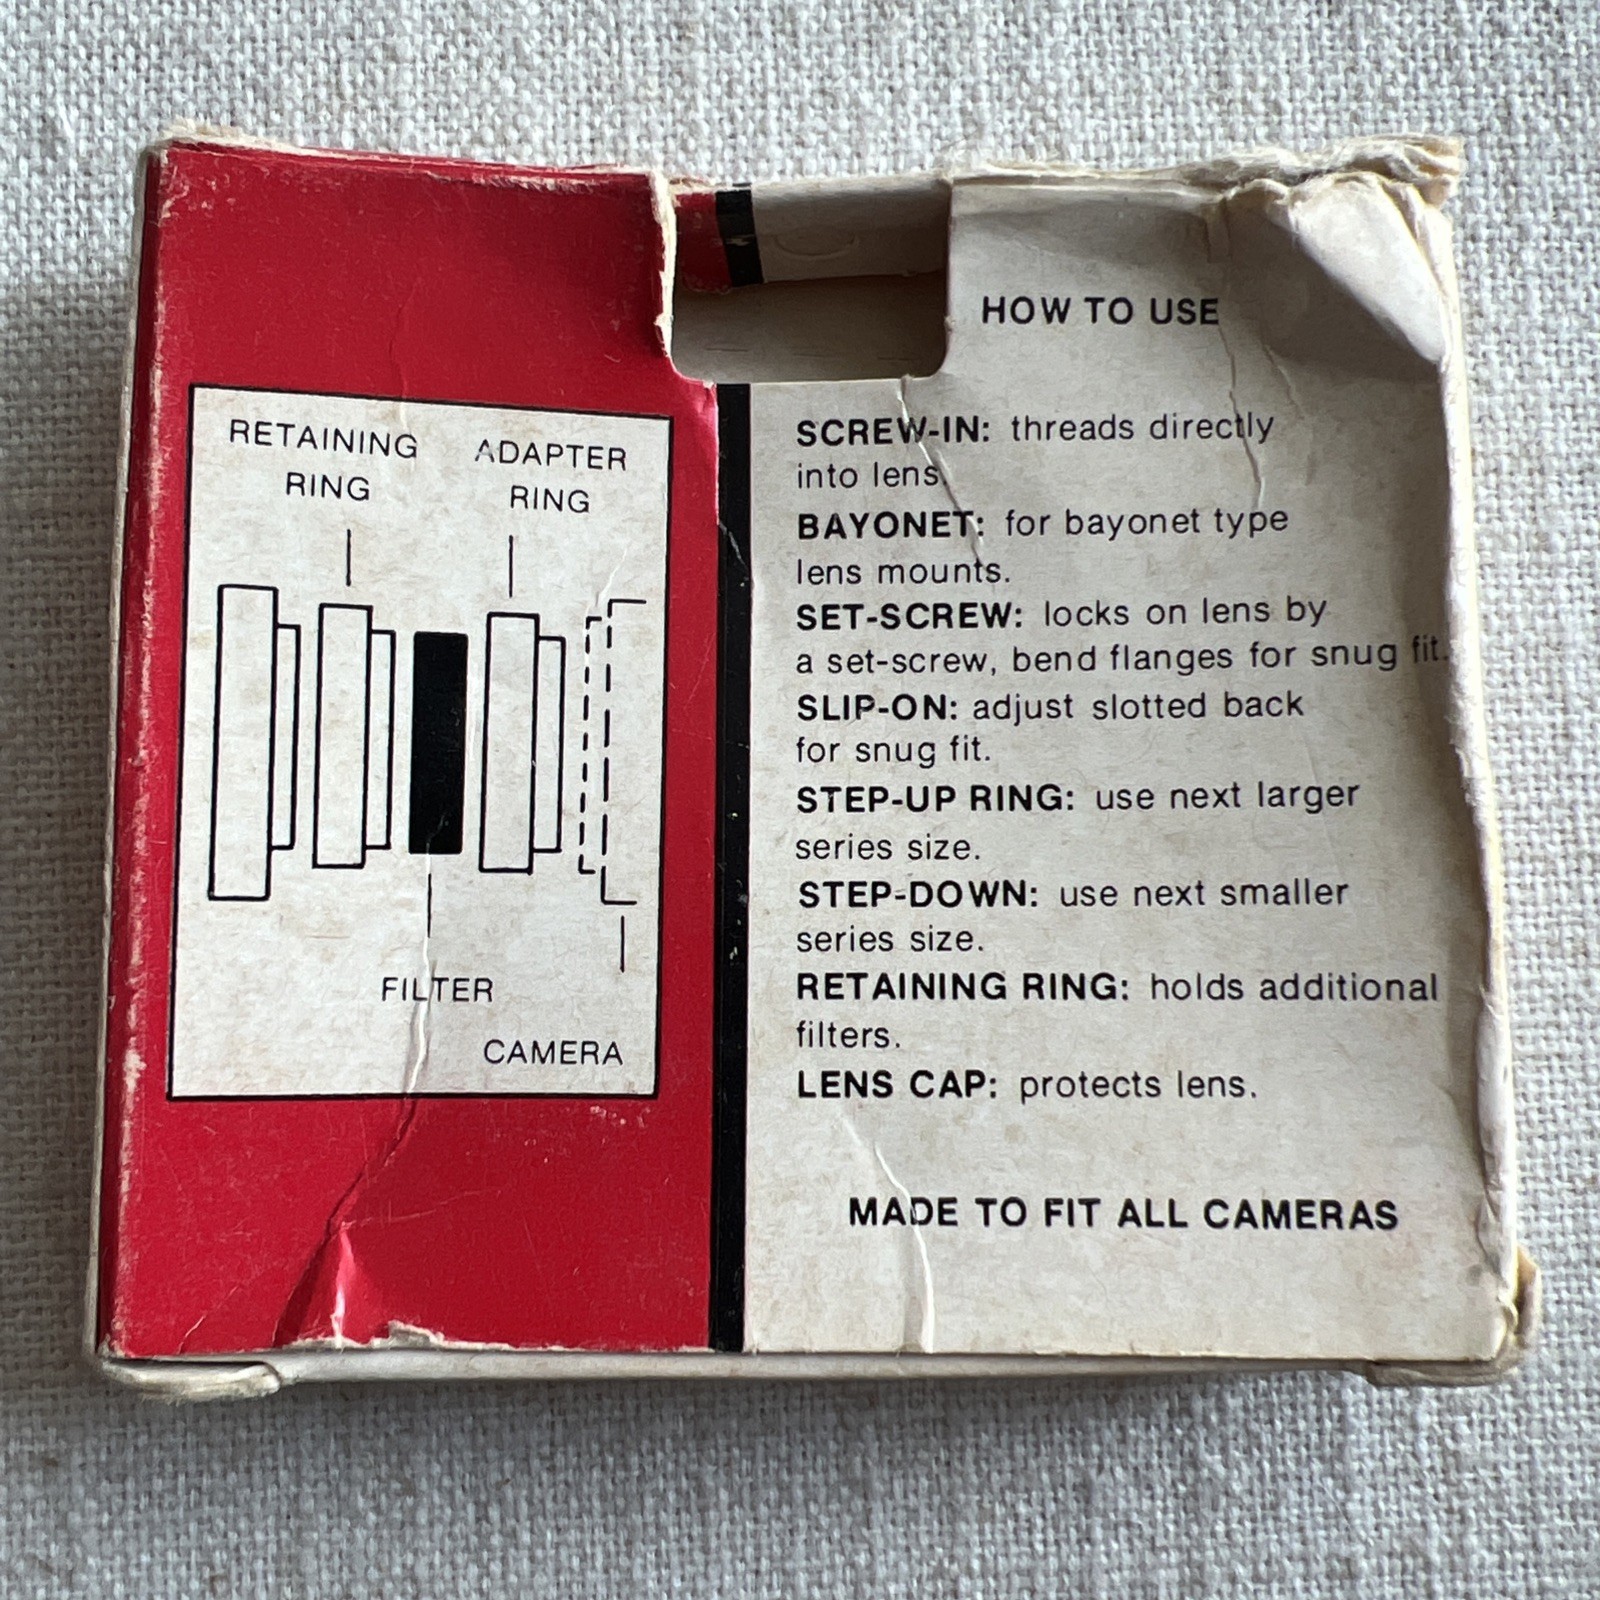 RETAINING
RING
ADAPTER
RING
FILTER
CAMERA
HOW TO USE
SCREW-IN: threads directly
into lens.
BAYONET: for bayonet type
lens mounts.
SET-SCREW: locks on lens by
a set-screw, bend flanges for snug fit.
SLIP-ON: adjust slotted back
for snug fit.
STEP-UP RING: use next larger
series size.
STEP-DOWN: use next smaller
series size.
RETAINING RING: holds additional
filters.
LENS CAP: protects lens.
MADE TO FIT ALL CAMERAS